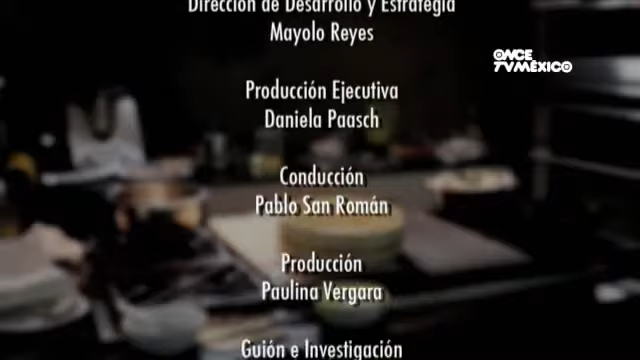 Dirección de Desarrollo y Estrategia
Mayolo Reyes
ONCE
TV MÉXICO
Producción Ejecutiva
Daniela Paasch
Conducción
Pablo San Román
Producción
Paulina Vergara
Guión e Investigación